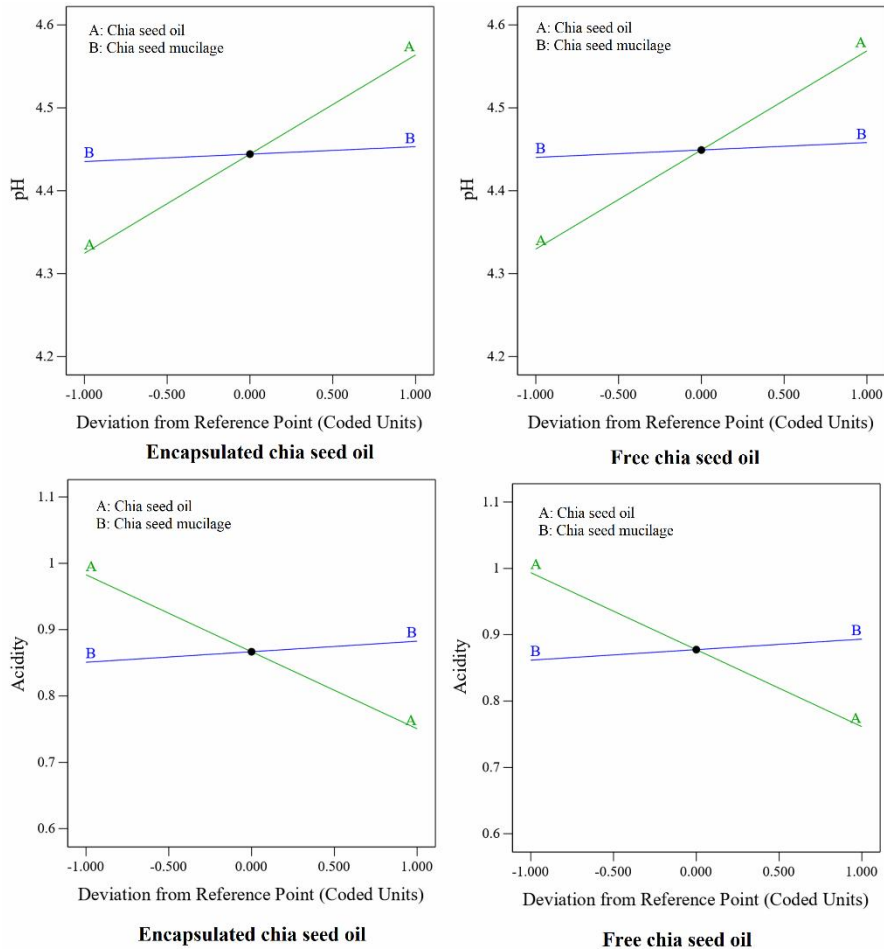 A: Chia seed oil
B: Chia seed mucilage
4.6
4.5
4.4
4.3
4.2
pH
A
B
B
A
-1.000
-0.500
0.000
0.500
1.000
Deviation from Reference Point (Coded Units)
Encapsulated chia seed oil
A: Chia seed oil
B: Chia seed mucilage
4.6
4.5
4.4
4.3
4.2
pH
A
B
B
A
-1.000
-0.500
0.000
0.500
1.000
Deviation from Reference Point (Coded Units)
Free chia seed oil
A: Chia seed oil
B: Chia seed mucilage
1.1
1
0.9
0.8
0.7
0.6
Acidity
A
B
B
A
-1.000
-0.500
0.000
0.500
1.000
Deviation from Reference Point (Coded Units)
Encapsulated chia seed oil
A: Chia seed oil
B: Chia seed mucilage
1.1
1
0.9
0.8
0.7
0.6
Acidity
A
B
B
A
-1.000
-0.500
0.000
0.500
1.000
Deviation from Reference Point (Coded Units)
Free chia seed oil